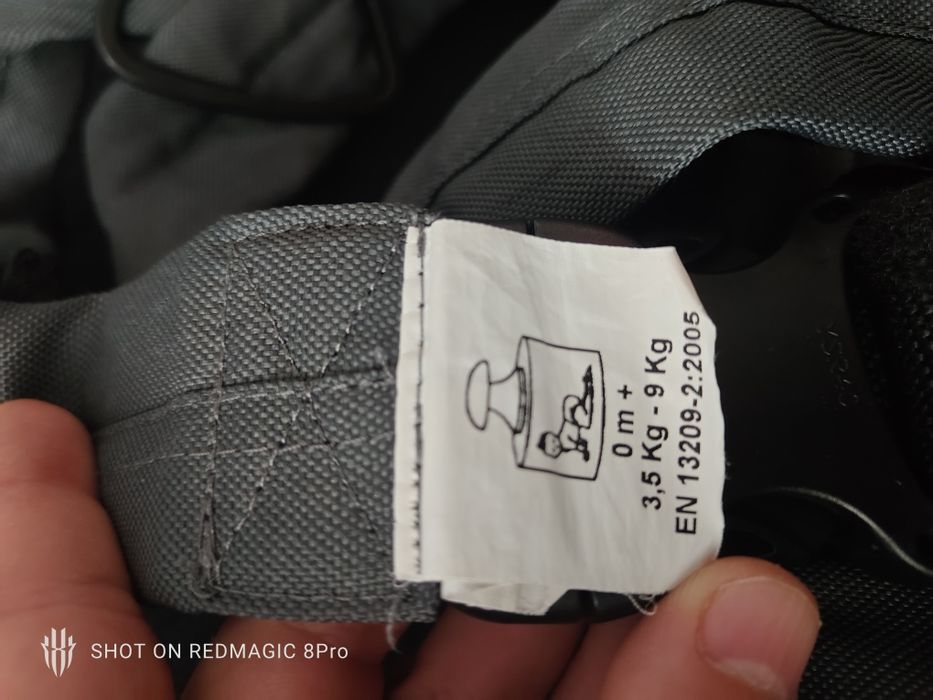 0 m +
3,5 Kg - 9 Kg
EN 13209-2:2005
SHOT ON REDMAGIC 8Pro